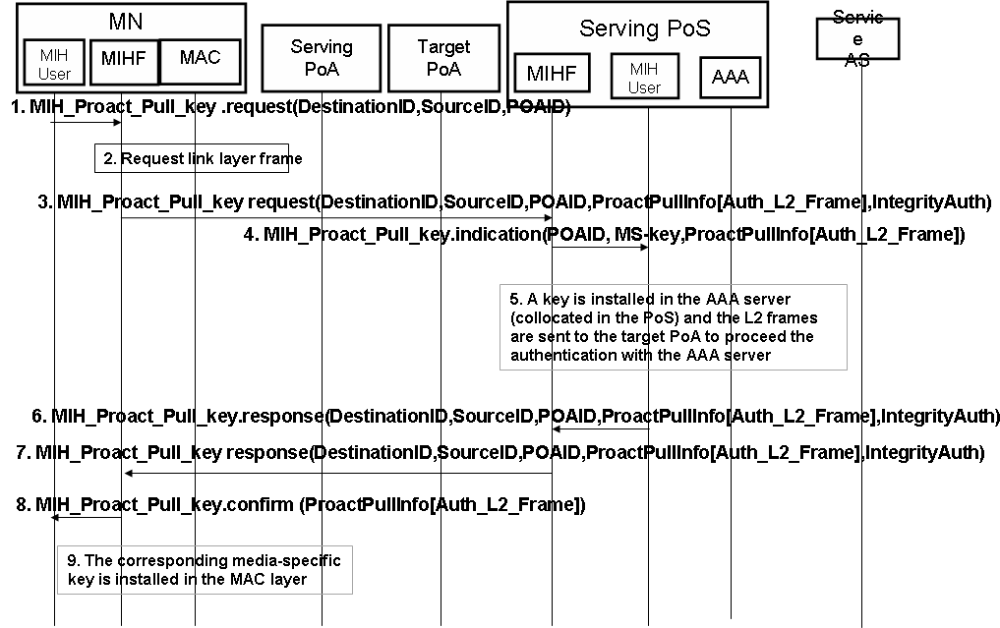 MN
MIH
User
MIHF
MAC
Serving
PoA
Target
PoA
Serving PoS
MIHF
MIH
User
AAA
Servic
e
AS
1. MIH_Proact_Pull_key .request(DestinationID,SourceID,POAID)
2. Request link layer frame
3. MIH_Proact_Pull_key request(DestinationID,SourceID,POAID,ProactPullInfo[Auth_L2_Frame],IntegrityAuth)
4. MIH_Proact_Pull_key.indication(POAID, MS-key,ProactPullInfo[Auth_L2_Frame])
5. A key is installed in the AAA server
(collocated in the PoS) and the L2 frames
are sent to the target PoA to proceed the
authentication with the AAA server
6. MIH_Proact_Pull_key.response(DestinationID,SourceID,POAID,ProactPullInfo[Auth_L2_Frame],IntegrityAuth)
7. MIH_Proact_Pull_key response(DestinationID,SourceID,POAID,ProactPullInfo[Auth_L2_Frame],IntegrityAuth)
8. MIH_Proact_Pull_key.confirm (ProactPullInfo[Auth_L2_Frame])
9. The corresponding media-specific
key is installed in the MAC layer